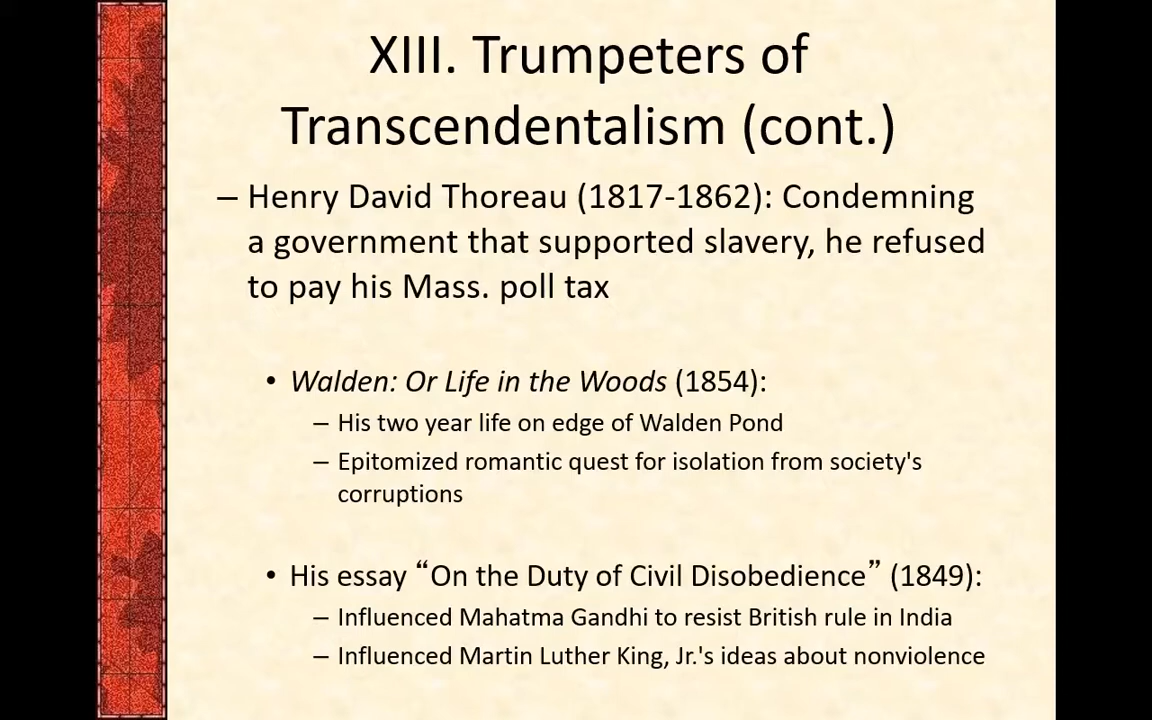 XIII. Trumpeters of
Transcendentalism (cont.)
– Henry David Thoreau (1817-1862): Condemning
a government that supported slavery, he refused
to pay his Mass. poll tax
• Walden: Or Life in the Woods (1854):
– His two year life on edge of Walden Pond
– Epitomized romantic quest for isolation from society's
corruptions
• His essay “On the Duty of Civil Disobedience” (1849):
– Influenced Mahatma Gandhi to resist British rule in India
– Influenced Martin Luther King, Jr.'s ideas about nonviolence